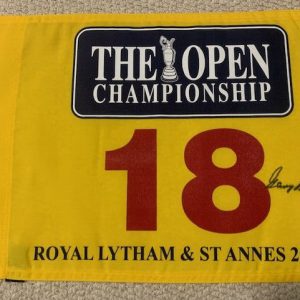 THE OPEN
CHAMPIONSHIP
18
ROYAL LYTHAM & ST ANNES 2